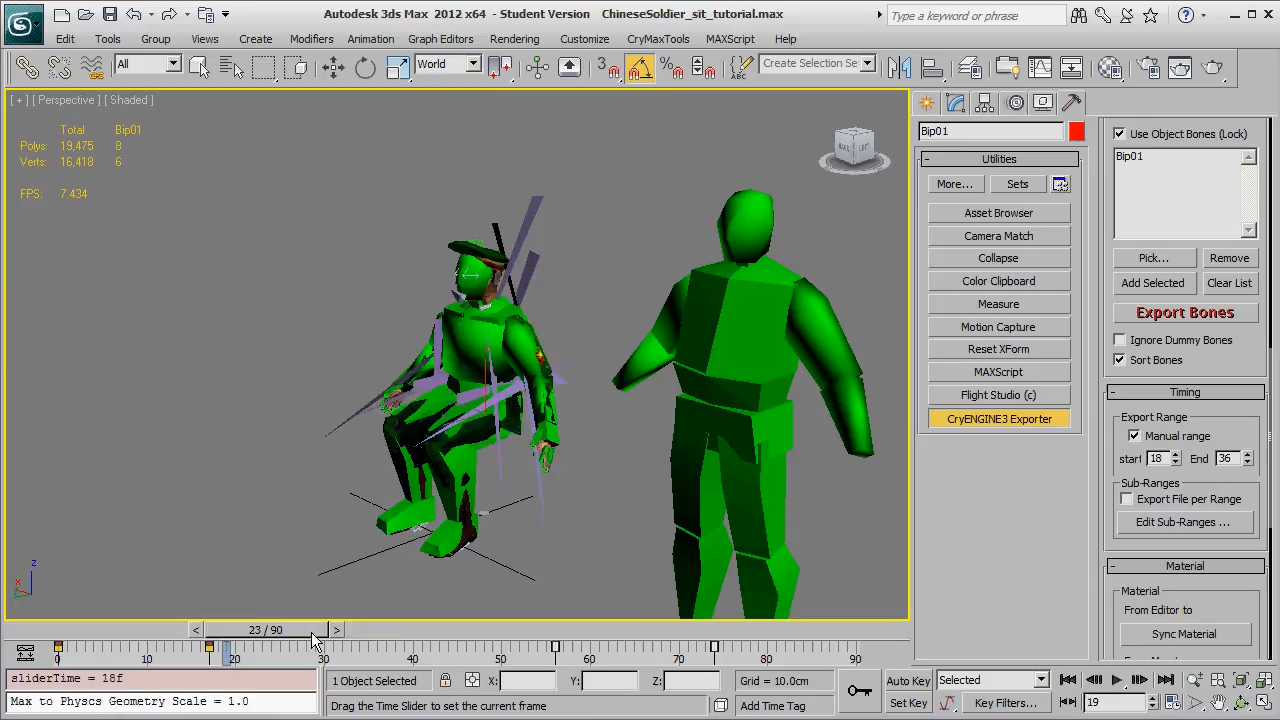 Autodesk 3ds Max 2012 x64 - Student Version ChineseSoldier_sit_tutorial.max
Type a keyword or phrase
Edit Tools Group Views Create Modifiers Animation Graph Editors Rendering Customize CryMaxTools MAXScript Help
All World Create Selection Se
[ + ] [ Perspective ] [ Shaded ]
Total Bip01
Polys: 19,475 8
Verts: 16,418 6
FPS: 7.434
BACK LEFT
z
x
Bip01
- Utilities
More... Sets
Asset Browser
Camera Match
Collapse
Color Clipboard
Measure
Motion Capture
Reset XForm
MAXScript
Flight Studio (c)
CryENGINE3 Exporter
Use Object Bones (Lock)
Bip01
Pick... Remove
Add Selected Clear List
Export Bones
Ignore Dummy Bones
Sort Bones
- Timing
Export Range
Manual range
start 18 End 36
Sub-Ranges
Export File per Range
Edit Sub-Ranges ...
- Material
Material
From Editor to
Sync Material
< 23 / 90 >
0 10 20 30 40 50 60 70 80 90
sliderTime = 18f
Max to Physcs Geometry Scale = 1.0
1 Object Selected X: Y: Z: Grid = 10.0cm
Drag the Time Slider to set the current frame Add Time Tag
Auto Key Selected
Set Key Key Filters... 19